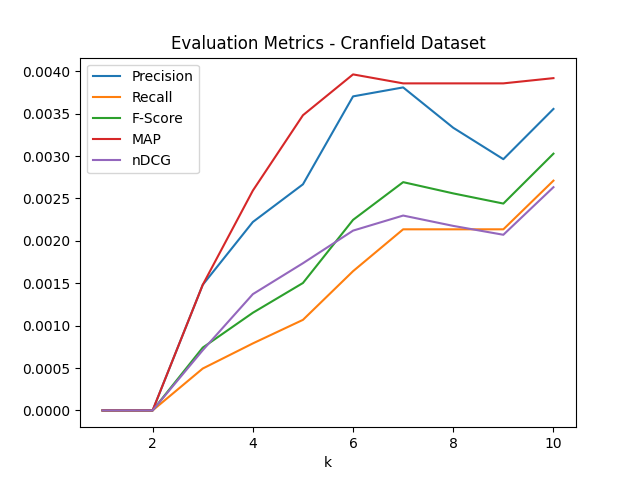 Evaluation Metrics - Cranfield Dataset
0.0040
0.0035
0.0030
0.0025
0.0020
0.0015
0.0010
0.0005
0.0000
Precision
Recall
F-Score
MAP
nDCG
2 4 6 8 10
k